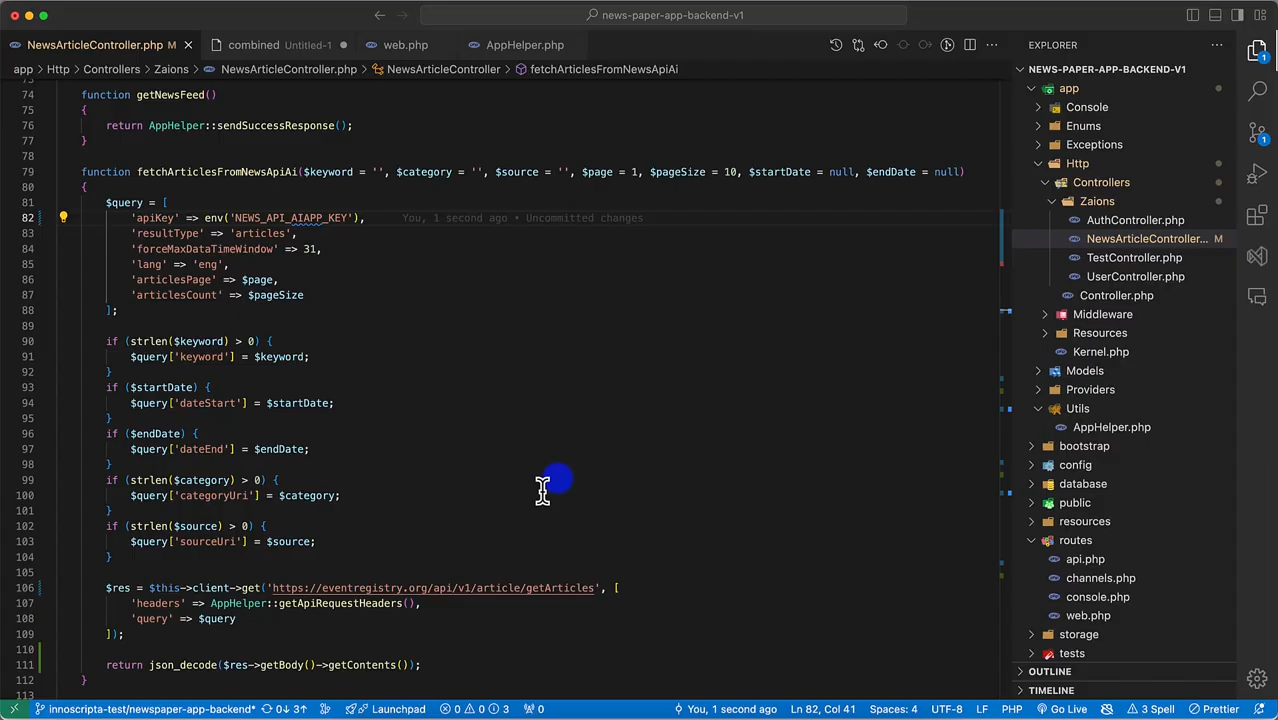 news-paper-app-backend-v1
NewsArticleController.php M
combined Untitled-1
web.php
AppHelper.php
EXPLORER
app > Http > Controllers > Zaions > NewsArticleController.php > NewsArticleController > fetchArticlesFromNewsApiAi
74 function getNewsFeed()
75 {
76 return AppHelper::sendSuccessResponse();
77 }
78
79 function fetchArticlesFromNewsApiAi($keyword = '', $category = '', $source = '', $page = 1, $pageSize = 10, $startDate = null, $endDate = null)
80 {
81 $query = [
82 'apiKey' => env('NEWS_API_AIAPP_KEY'), You, 1 second ago • Uncommitted changes
83 'resultType' => 'articles',
84 'forceMaxDataTimeWindow' => 31,
85 'lang' => 'eng',
86 'articlesPage' => $page,
87 'articlesCount' => $pageSize
88 ];
89
90 if (strlen($keyword) > 0) {
91 $query['keyword'] = $keyword;
92 }
93 if ($startDate) {
94 $query['dateStart'] = $startDate;
95 }
96 if ($endDate) {
97 $query['dateEnd'] = $endDate;
98 }
99 if (strlen($category) > 0) {
100 $query['categoryUri'] = $category;
101 }
102 if (strlen($source) > 0) {
103 $query['sourceUri'] = $source;
104 }
105
106 $res = $this->client->get('https://eventregistry.org/api/v1/article/getArticles', [
107 'headers' => AppHelper::getApiRequestHeaders(),
108 'query' => $query
109 ]);
110
111 return json_decode($res->getBody()->getContents());
112 }
113
NEWS-PAPER-APP-BACKEND-V1
app
Console
Enums
Exceptions
Http
Controllers
Zaions
AuthController.php
NewsArticleController... M
TestController.php
UserController.php
Controller.php
Middleware
Resources
Kernel.php
Models
Providers
Utils
AppHelper.php
bootstrap
config
database
public
resources
routes
api.php
channels.php
console.php
web.php
storage
tests
OUTLINE
TIMELINE
1
1
innoscripta-test/newspaper-app-backend* 0↓ 3↑ Launchpad 0 0 3 0 You, 1 second ago Ln 82, Col 41 Spaces: 4 UTF-8 LF PHP Go Live 3 Spell Prettier